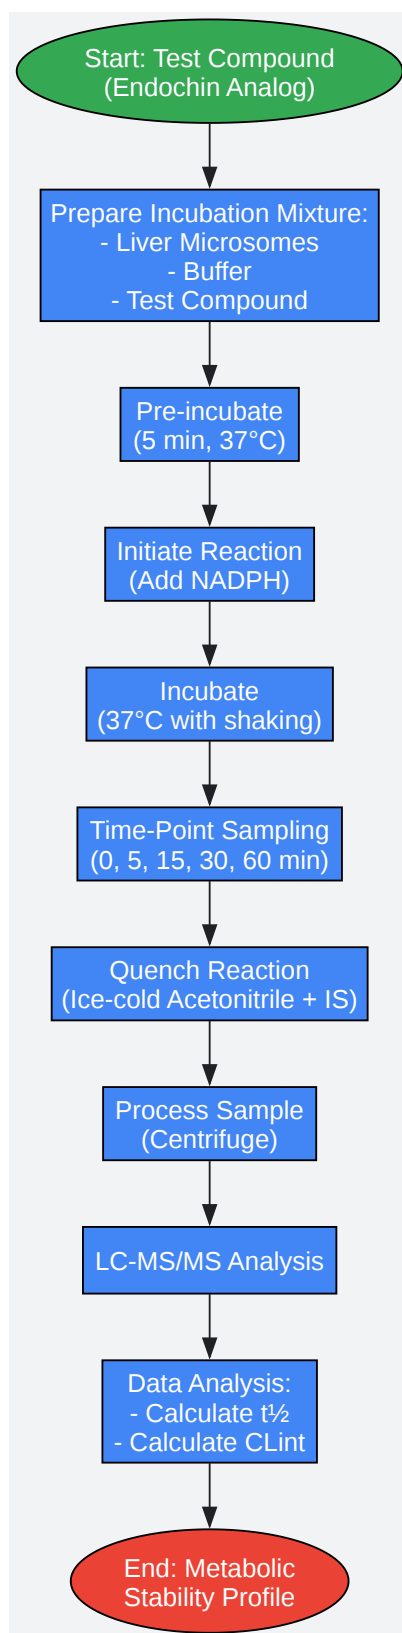 Start: Test Compound
(Endochin Analog)
Prepare Incubation Mixture:
- Liver Microsomes
- Buffer
- Test Compound
Pre-incubate
(5 min, 37°C)
Initiate Reaction
(Add NADPH)
Incubate
(37°C with shaking)
Time-Point Sampling
(0, 5, 15, 30, 60 min)
Quench Reaction
(Ice-cold Acetonitrile + IS)
Process Sample
(Centrifuge)
LC-MS/MS Analysis
Data Analysis:
- Calculate t½
- Calculate CLint
End: Metabolic
Stability Profile